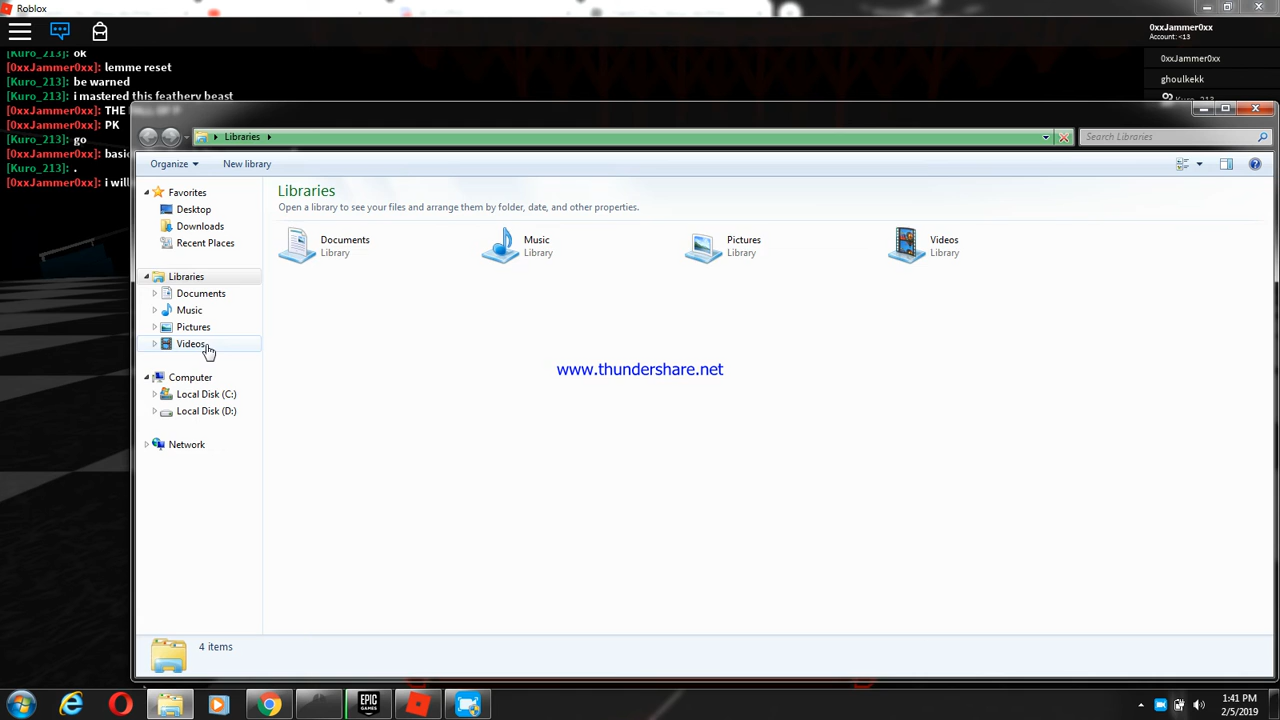 Roblox
0xxJammer0xx
Account: <13
[Kuro_213]: ok
[0xxJammer0xx]: lemme reset
[Kuro_213]: be warned
[Kuro_213]: i mastered this feathery beast
[0xxJammer0xx]: THE
[0xxJammer0xx]: PK
[Kuro_213]: go
[0xxJammer0xx]: basic
[Kuro_213]: .
[0xxJammer0xx]: i will
0xxJammer0xx
ghoulkekk
Kuro_213
Libraries
Search Libraries
Organize
New library
Favorites
Desktop
Downloads
Recent Places
Libraries
Documents
Music
Pictures
Videos
Computer
Local Disk (C:)
Local Disk (D:)
Network
Libraries
Open a library to see your files and arrange them by folder, date, and other properties.
Documents
Library
Music
Library
Pictures
Library
Videos
Library
www.thundershare.net
4 items
EPIC
GAMES
1:41 PM
2/5/2019